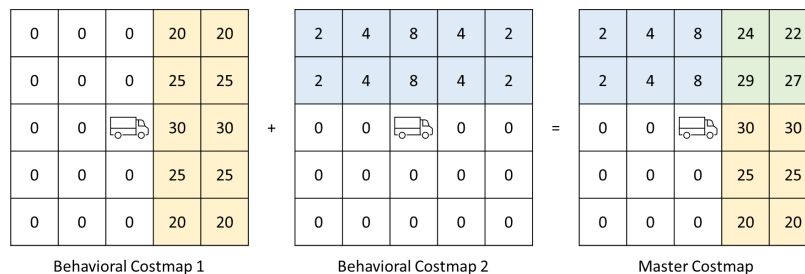 0 0 0 20 20 2 4 8 4 2 2 4 8 24 22
0 0 0 25 25 2 4 8 4 2 2 4 8 29 27
0 0 30 30 + 0 0 0 0 = 0 0 30 30
0 0 0 25 25 0 0 0 0 0 0 0 0 25 25
0 0 0 20 20 0 0 0 0 0 0 0 0 20 20
Behavioral Costmap 1 Behavioral Costmap 2 Master Costmap